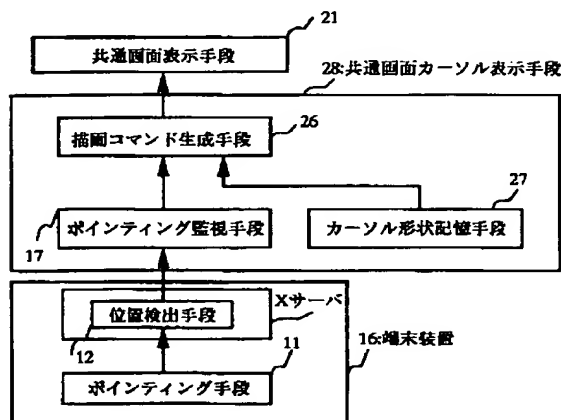 21
共通画面表示手段
28:共通画面カーソル表示手段
26
描画コマンド生成手段
27
ポインティング監視手段
カーソル形状記憶手段
17
Xサーバ
位置検出手段
12
11
16:端末装置
ポインティング手段